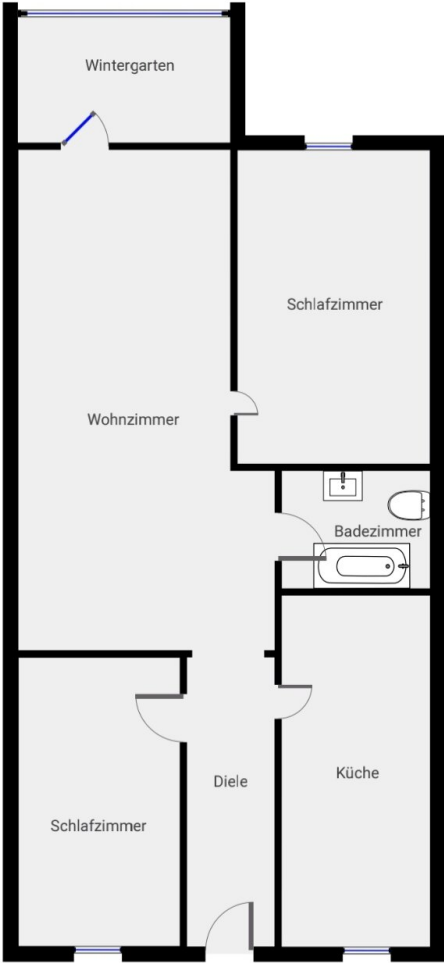 Wintergarten
Schlafzimmer
Wohnzimmer
Badezimmer
Küche
Diele
Schlafzimmer